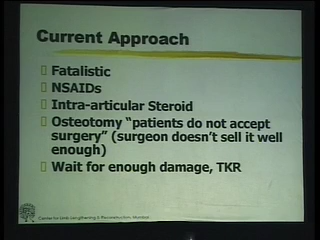 Current Approach
Fatalistic
NSAIDs
Intra-articular Steroid
Osteotomy "patients do not accept
surgery" (surgeon doesn't sell it well
enough)
Wait for enough damage, TKR
Center for Limb Lengthening & Reconstruction, Mumbai